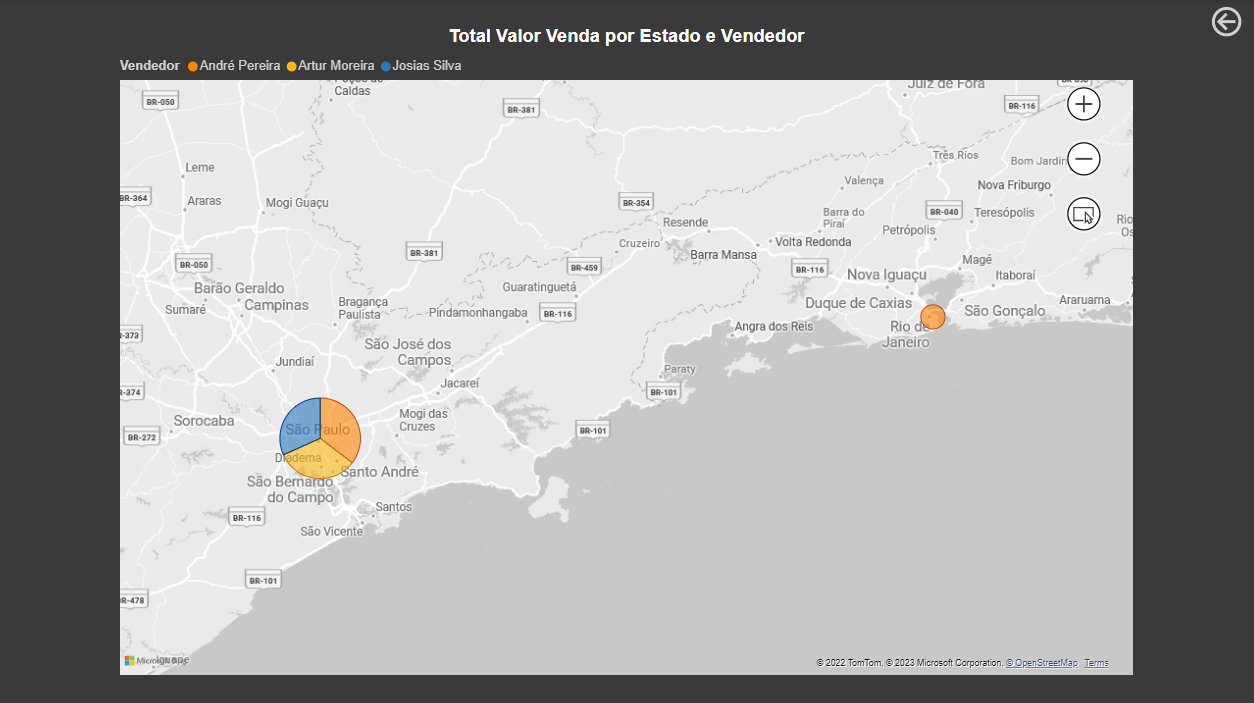 Total Valor Venda por Estado e Vendedor
Vendedor André Pereira Artur Moreira Josias Silva
Caldas
Juiz de Fora
BR-050
BR-381
BR-116
Três Rios
Bom Jardim
Leme
Valença
Nova Friburgo
BR-364
Araras
Mogi Guaçu
BR-354
Barra do
Piraí
BR-040
Teresópolis
Resende
Petrópolis
Cruzeiro
Volta Redonda
BR-381
Barra Mansa
BR-050
BR-459
BR-116
Magé
Nova Iguaçu
Itaboraí
Barão Geraldo
Guaratinguetá
Campinas
Bragança
Paulista
Duque de Caxias
Araruama
Sumaré
Pindamonhangaba
BR-116
São Gonçalo
Angra dos Reis
Rio de
Janeiro
São José dos
Campos
Jundiaí
Paraty
Jacareí
BR-374
BR-101
Mogi das
Cruzes
Sorocaba
São Paulo
BR-272
BR-101
Diadema
Santo André
São Bernardo
do Campo
Santos
BR-116
São Vicente
BR-101
BR-478
Iguape
© 2022 TomTom, © 2023 Microsoft Corporation, © OpenStreetMap Terms